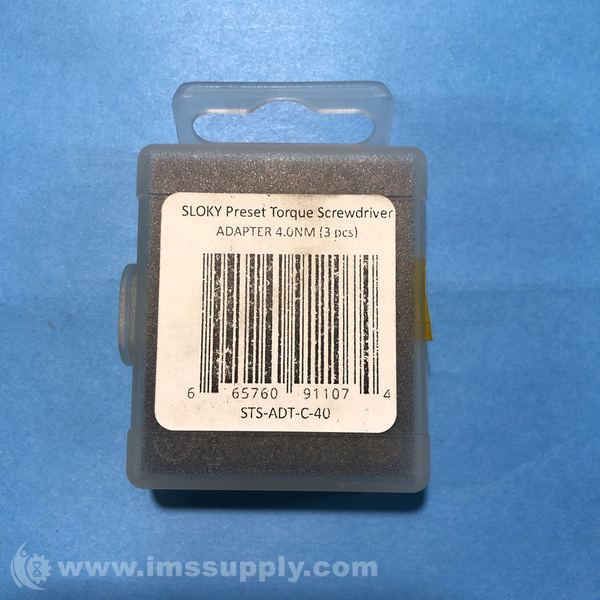 SLOKY Preset Torque Screwdriver
ADAPTER 4.0NM (3 pcs)
6 65760 91107 4
STS-ADT-C-40
www.imssupply.com